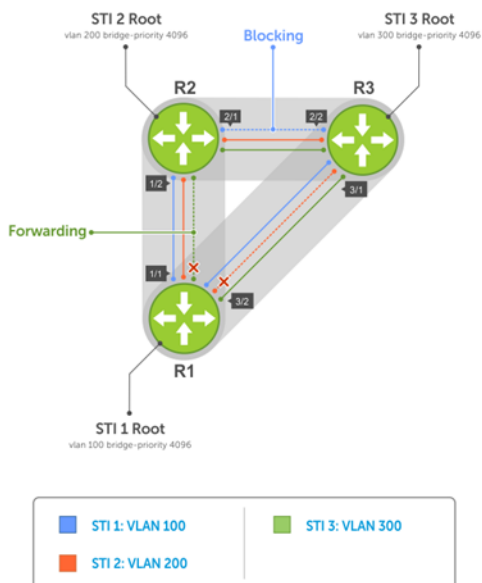 STI 2 Root
vlan 200 bridge-priority 4096
STI 3 Root
vlan 300 bridge-priority 4096
Blocking
R2
R3
2/1
2/2
1/2
3/1
Forwarding
1/1
3/2
R1
STI 1 Root
vlan 100 bridge-priority 4096
STI 1: VLAN 100
STI 3: VLAN 300
STI 2: VLAN 200